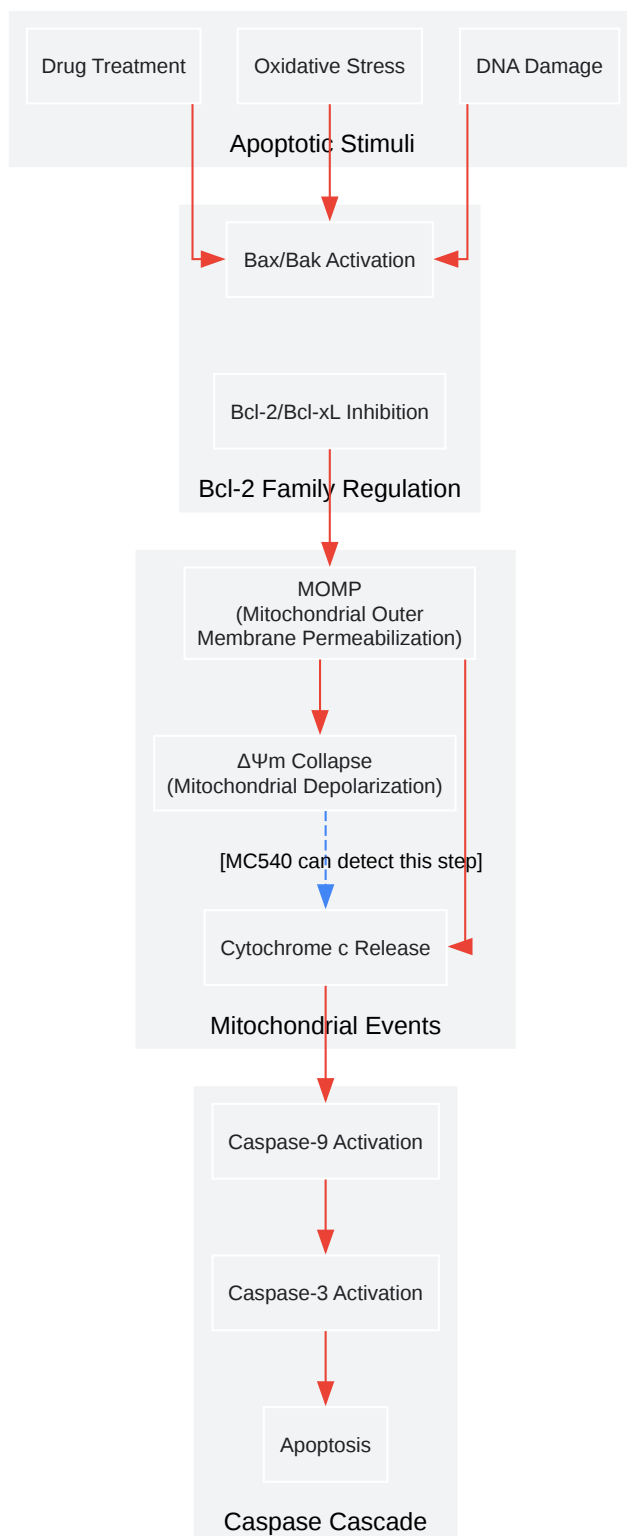 Drug Treatment
Oxidative Stress
DNA Damage
Apoptotic Stimuli
Bax/Bak Activation
Bcl-2/Bcl-xL Inhibition
Bcl-2 Family Regulation
MOMP
(Mitochondrial Outer
Membrane Permeabilization)
ΔΨm Collapse
(Mitochondrial Depolarization)
[MC540 can detect this step]
Cytochrome c Release
Mitochondrial Events
Caspase-9 Activation
Caspase-3 Activation
Apoptosis
Caspase Cascade